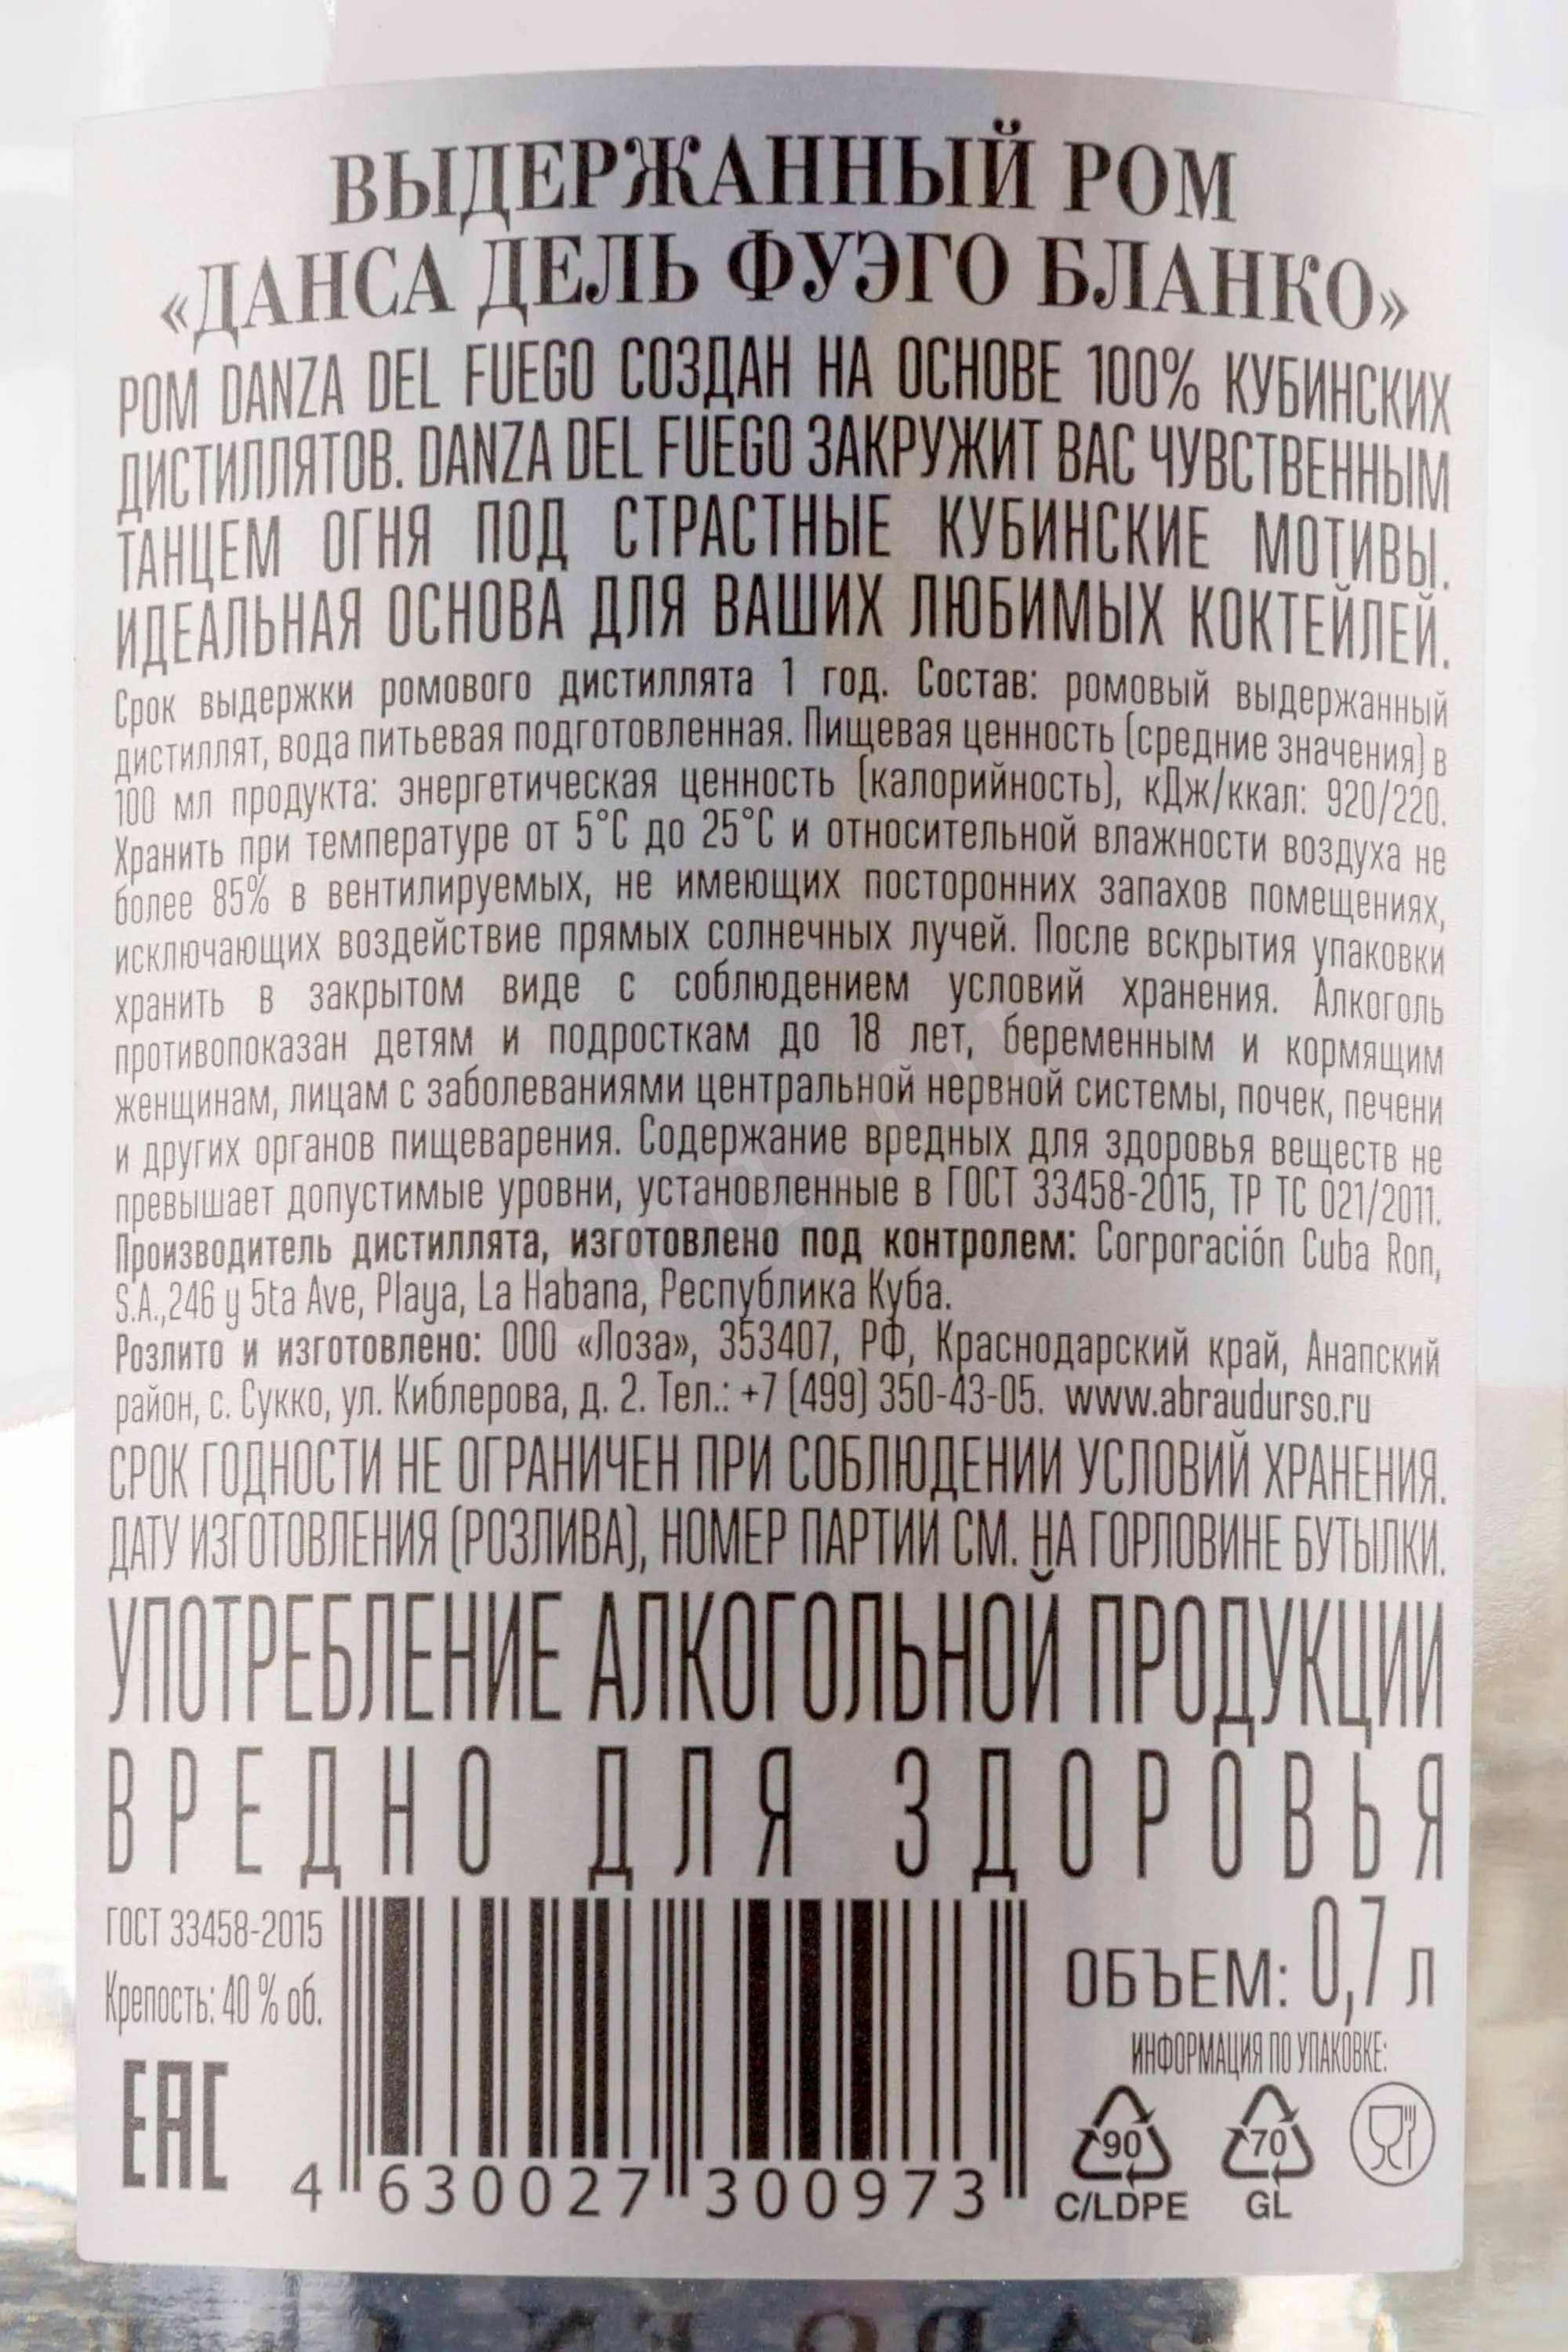 ВЫДЕРЖАННЫЙ РОМ
«ДАНСА ДЕЛЬ ФУЭГО БЛАНКО»
РОМ DANZA DEL FUEGO СОЗДАН НА ОСНОВЕ 100% КУБИНСКИХ
ДИСТИЛЛЯТОВ. DANZA DEL FUEGO ЗАКРУЖИТ ВАС ЧУВСТВЕННЫМ
ТАНЦЕМ ОГНЯ ПОД СТРАСТНЫЕ КУБИНСКИЕ МОТИВЫ.
ИДЕАЛЬНАЯ ОСНОВА ДЛЯ ВАШИХ ЛЮБИМЫХ КОКТЕЙЛЕЙ.
Срок выдержки ромового дистиллята 1 год. Состав: ромовый выдержанный
дистиллят, вода питьевая подготовленная. Пищевая ценность (средние значения) в
100 мл продукта: энергетическая ценность (калорийность), кДж/ккал: 920/220.
Хранить при температуре от 5°С до 25°С и относительной влажности воздуха не
более 85% в вентилируемых, не имеющих посторонних запахов помещениях,
исключающих воздействие прямых солнечных лучей. После вскрытия упаковки
хранить в закрытом виде с соблюдением условий хранения. Алкоголь
противопоказан детям и подросткам до 18 лет, беременным и кормящим
женщинам, лицам с заболеваниями центральной нервной системы, почек, печени
и других органов пищеварения. Содержание вредных для здоровья веществ не
превышает допустимые уровни, установленные в ГОСТ 33458-2015, ТР ТС 021/2011.
Производитель дистиллята, изготовлено под контролем: Corporación Cuba Ron,
S.A.,246 y 5ta Ave, Playa, La Habana, Республика Куба.
Розлито и изготовлено: ООО «Лоза», 353407, РФ, Краснодарский край, Анапский
район, с. Сукко, ул. Киблерова, д. 2. Тел.: +7 (499) 350-43-05. www.abraudurso.ru
СРОК ГОДНОСТИ НЕ ОГРАНИЧЕН ПРИ СОБЛЮДЕНИИ УСЛОВИЙ ХРАНЕНИЯ.
ДАТУ ИЗГОТОВЛЕНИЯ (РОЗЛИВА), НОМЕР ПАРТИИ СМ. НА ГОРЛОВИНЕ БУТЫЛКИ.
УПОТРЕБЛЕНИЕ АЛКОГОЛЬНОЙ ПРОДУКЦИИ
ВРЕДНО ДЛЯ ЗДОРОВЬЯ
ГОСТ 33458-2015
Крепость: 40 % об.
EAC
4 630027 300973
ОБЪЕМ: 0,7 л
ИНФОРМАЦИЯ ПО УПАКОВКЕ:
90 70
C/LDPE GL